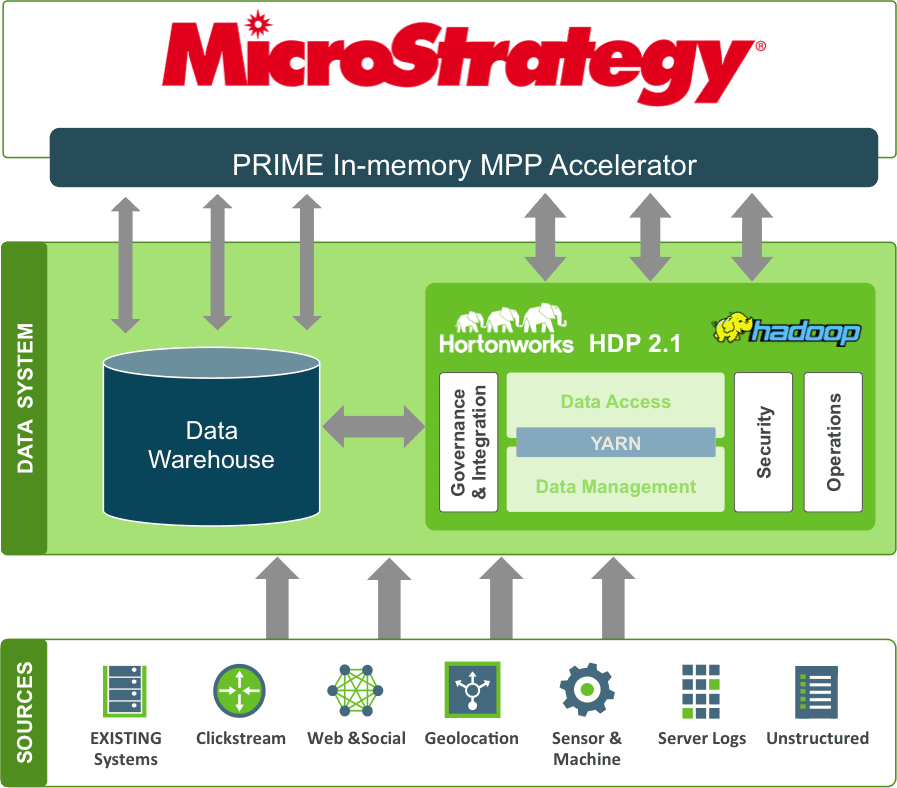 MicroStrategy®
PRIME In-memory MPP Accelerator
DATA SYSTEM
Hortonworks
HDP 2.1
hadoop
Data
Warehouse
Governance
& Integration
Data Access
YARN
Data Management
Security
Operations
SOURCES
EXISTING
Systems
Clickstream
Web &Social
Geolocation
Sensor &
Machine
Server Logs
Unstructured